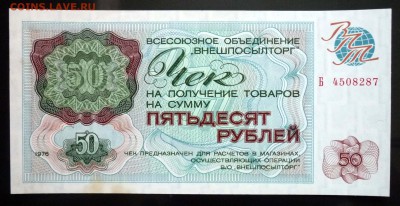 COINS.LAVE.RU
ВСЕСОЮЗНОЕ ОБЪЕДИНЕНИЕ
"ВНЕШПОСЫЛТОРГ"
ВПТ
50
Чек
НА ПОЛУЧЕНИЕ ТОВАРОВ
НА СУММУ
Б 4508287
ПЯТЬДЕСЯТ
РУБЛЕЙ
50
1976
ЧЕК ПРЕДНАЗНАЧЕН ДЛЯ РАСЧЕТОВ В МАГАЗИНАХ,
ОСУЩЕСТВЛЯЮЩИХ ОПЕРАЦИИ
В/О „ВНЕШПОСЫЛТОРГ"
50